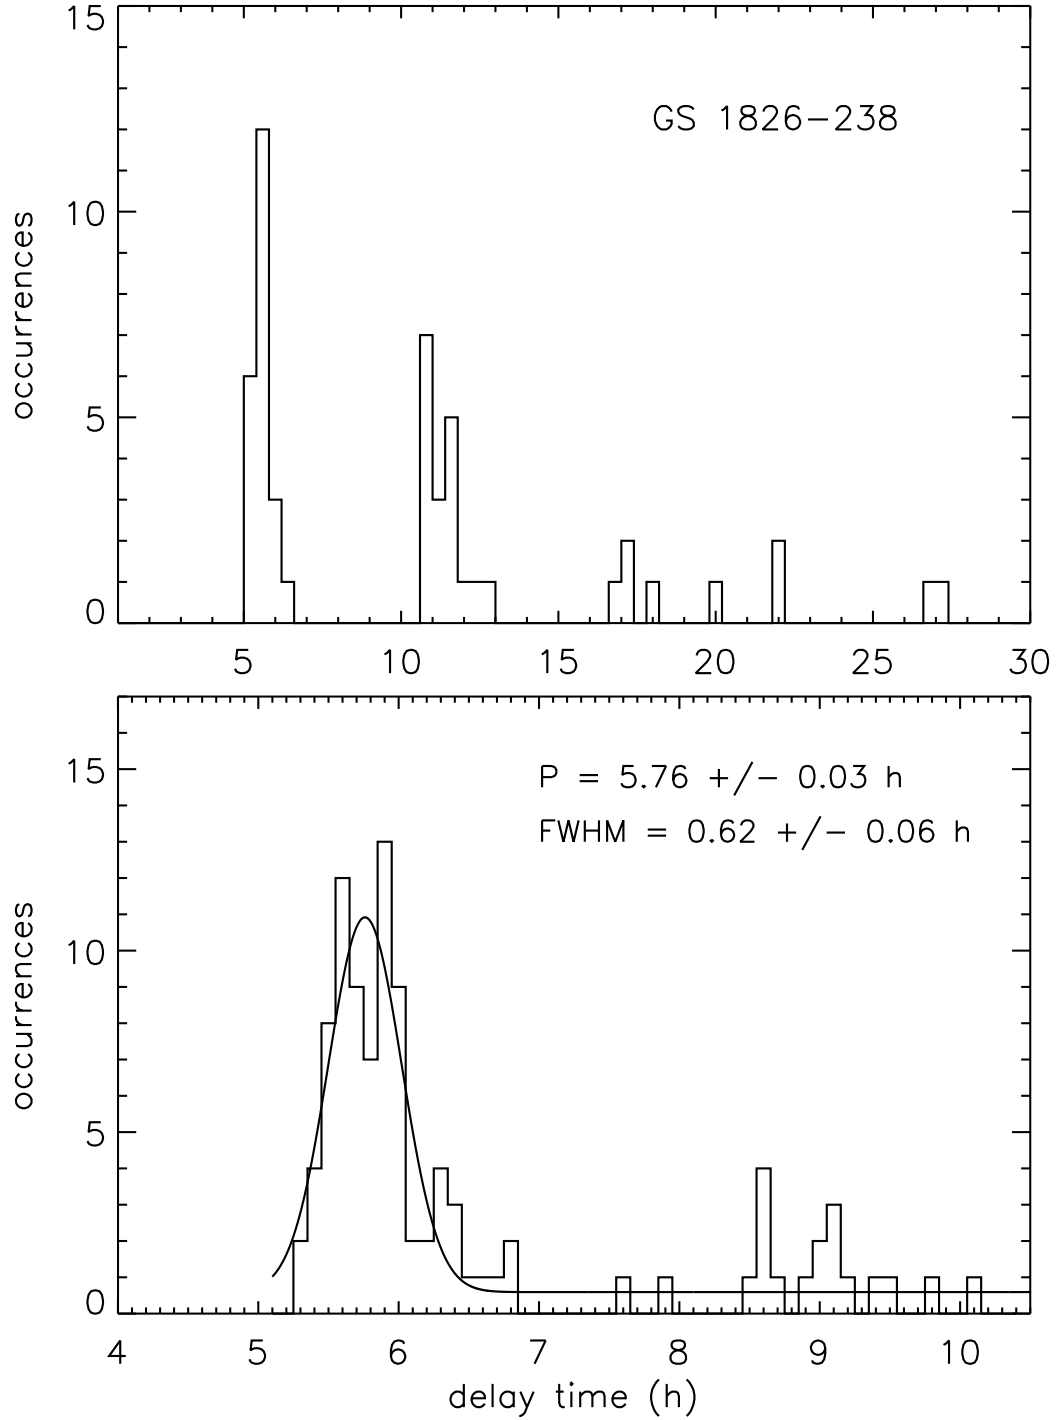 15
GS 1826−238
10
occurrences
5
0
5 10 15 20 25 30
P = 5.76 +/− 0.03 h
15
FWHM = 0.62 +/− 0.06 h
10
occurrences
5
0
4 5 6 7 8 9 10
delay time (h)